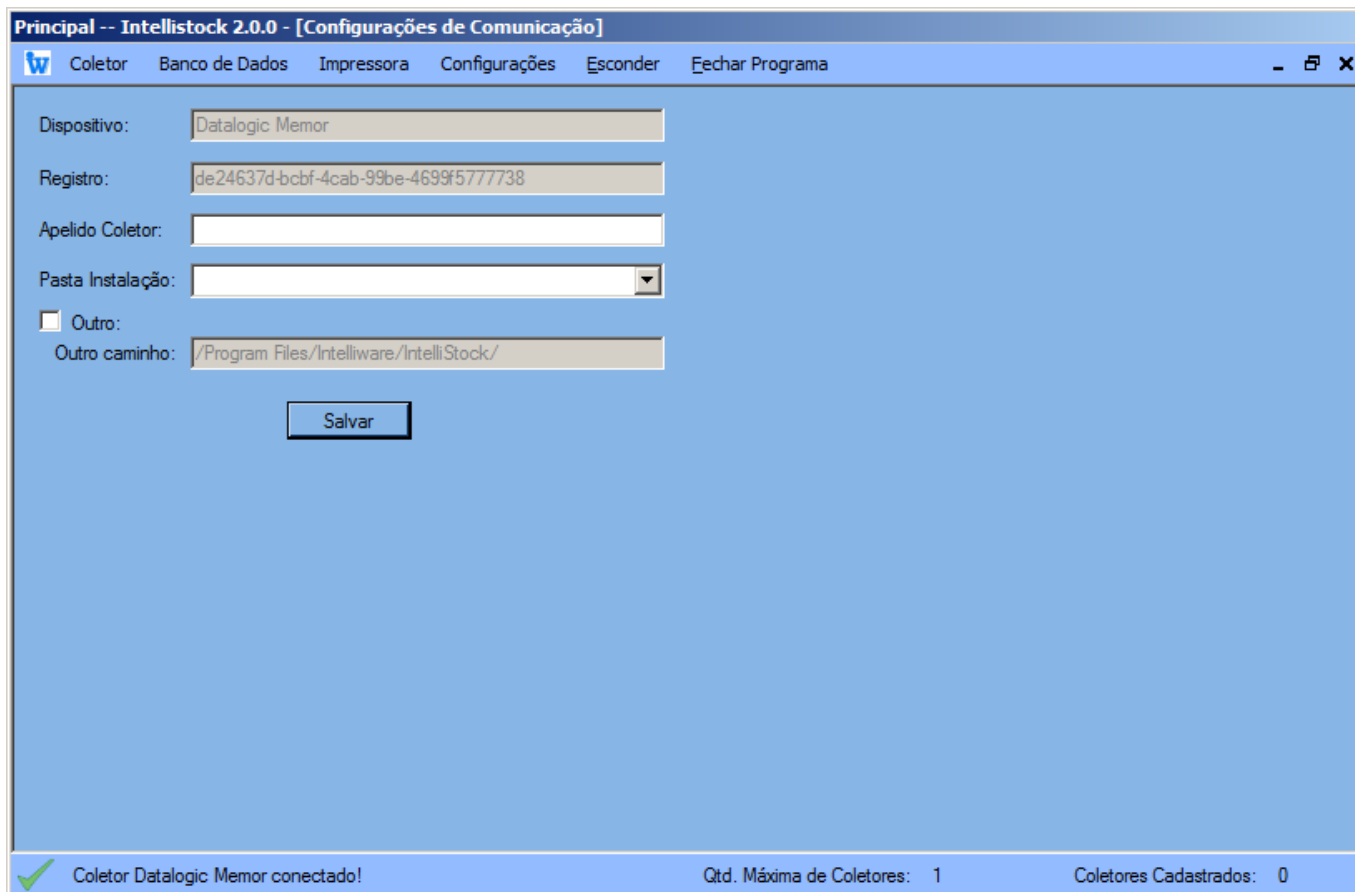 Principal -- Intellistock 2.0.0 - [Configurações de Comunicação]
Coletor Banco de Dados Impressora Configurações Esconder Fechar Programa
Dispositivo: Datalogic Memor
Registro: de24637d-bcbf-4cab-99be-4699f5777738
Apelido Coletor:
Pasta Instalação:
Outro:
Outro caminho: /Program Files/Intelliware/IntelliStock/
Salvar
Coletor Datalogic Memor conectado! Qtd. Máxima de Coletores: 1 Coletores Cadastrados: 0